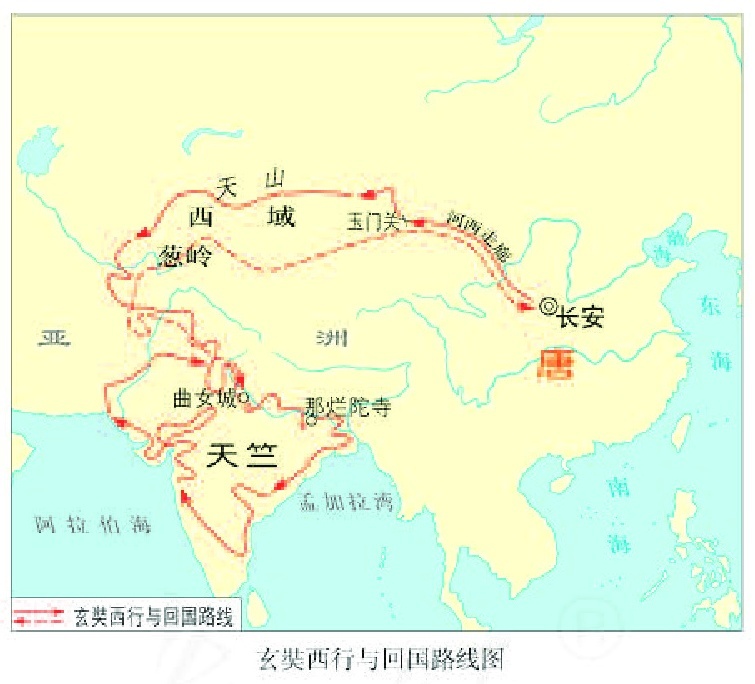 天 山
西 域
玉门关
河西走廊
葱岭
渤海
长安
东海
亚
洲
唐
曲女城
那烂陀寺
天竺
孟加拉湾
阿拉伯海
南海
玄奘西行与回国路线
玄奘西行与回国路线图